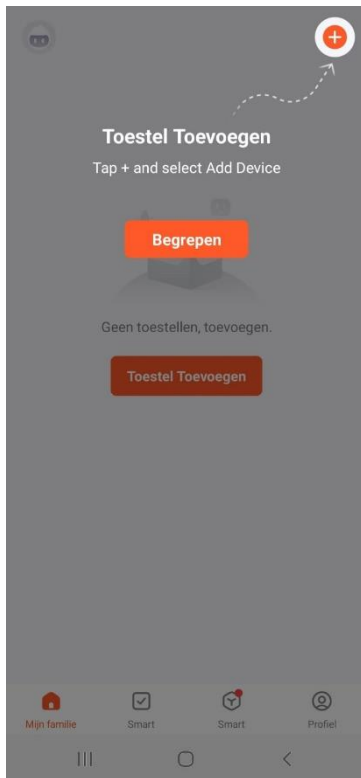 Toestel Toevoegen
Tap + and select Add Device
Begrepen
Geen toestellen, toevoegen.
Toestel Toevoegen
Mijn familie
Smart
Smart
Profiel